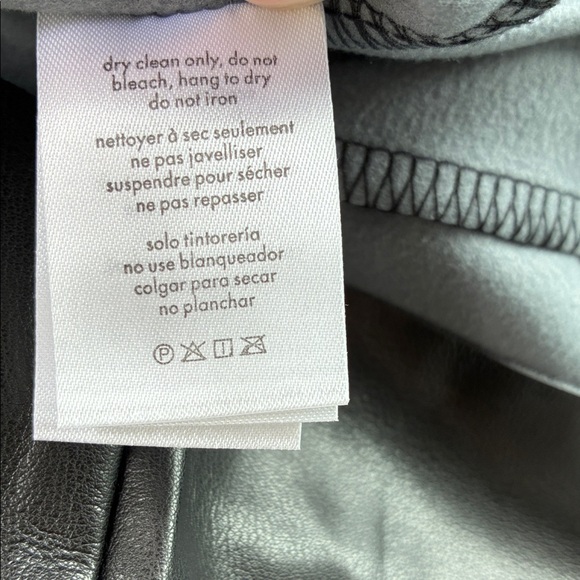 dry clean only, do not
bleach, hang to dry
do not iron
nettoyer à sec seulement
ne pas javelliser
suspendre pour sécher
ne pas repasser
solo tintorería
no use blanqueador
colgar para secar
no planchar
P